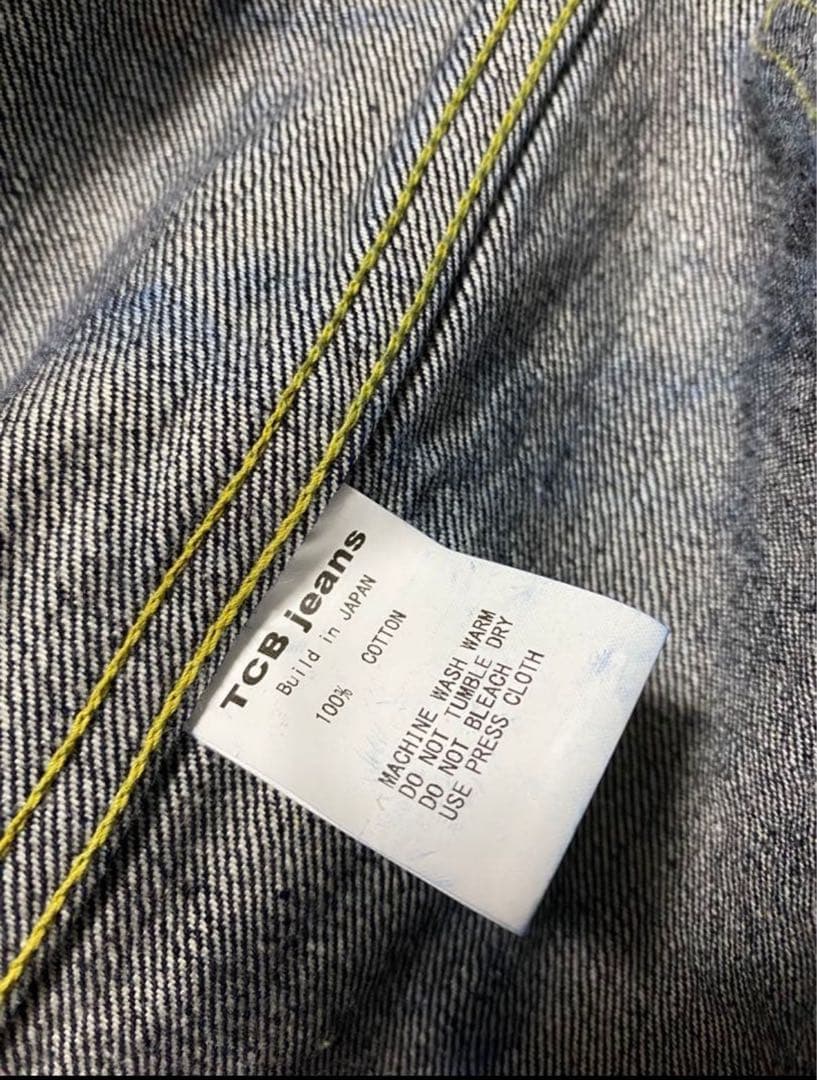 TCB jeans
Build in JAPAN
100% COTTON
MACHINE WASH WARM
DO NOT TUMBLE DRY
DO NOT BLEACH
USE PRESS CLOTH